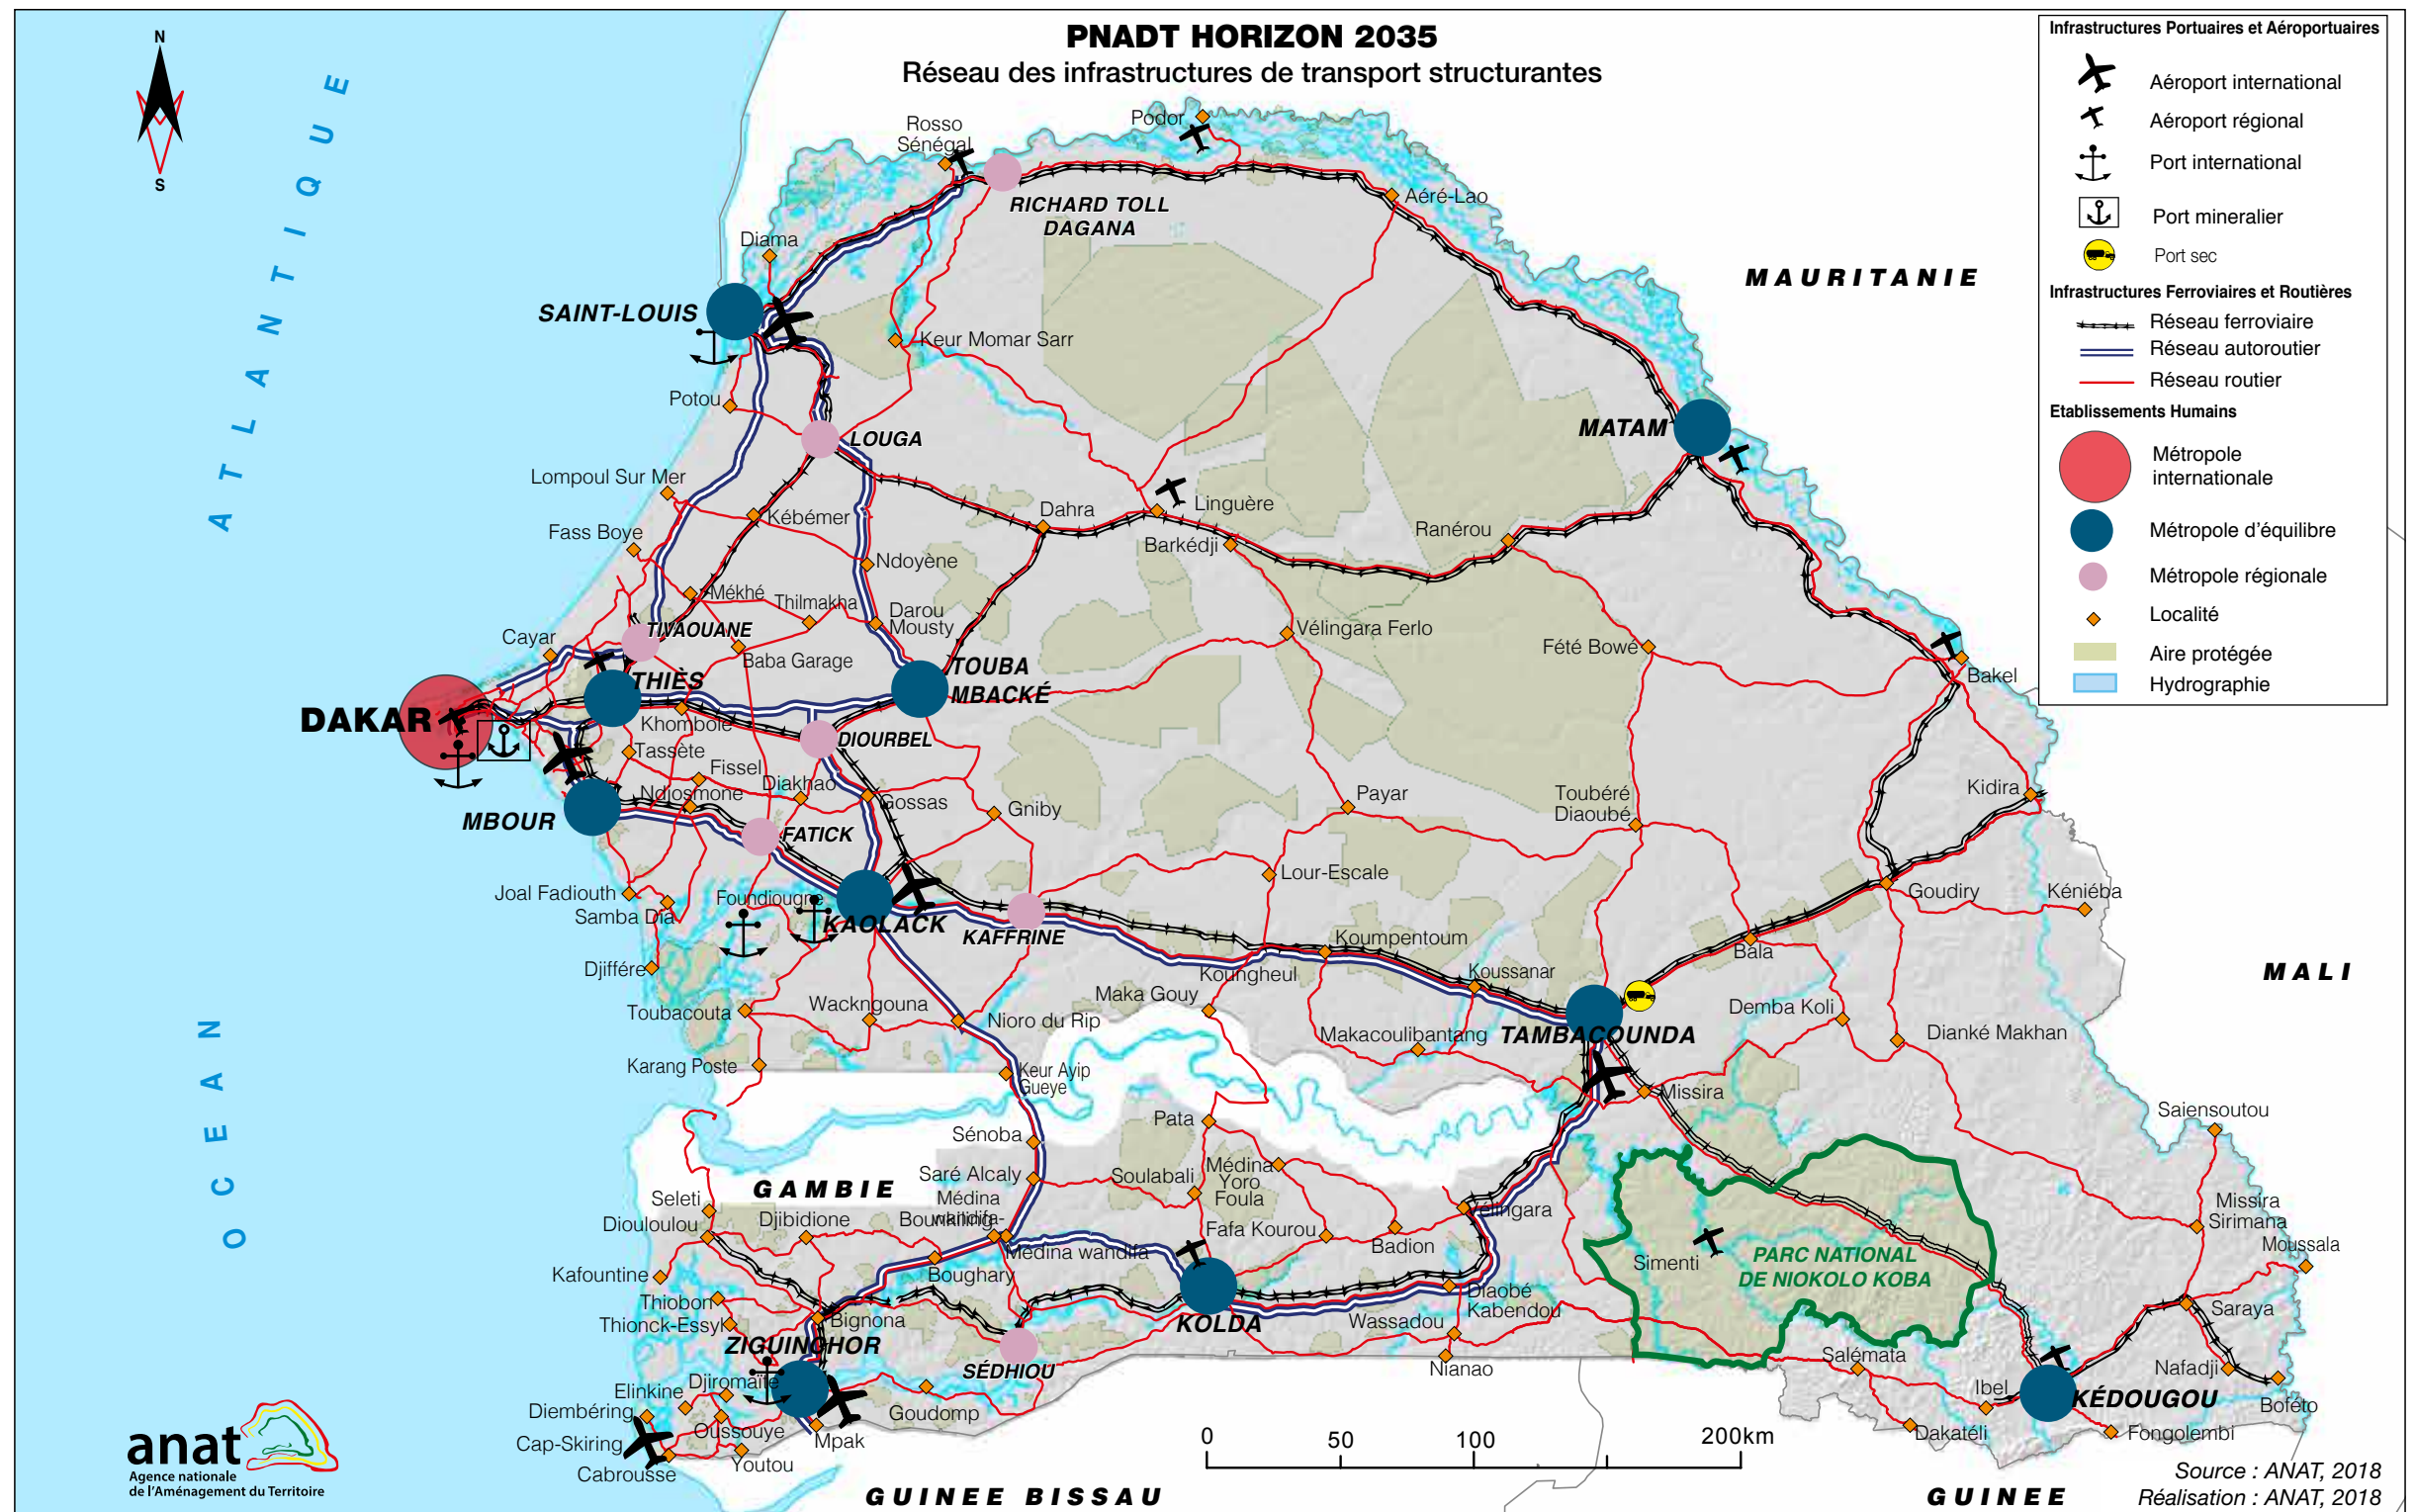 PNADT HORIZON 2035
Réseau des infrastructures de transport structurantes
N
S
OCEAN ATLANTIQUE
Infrastructures Portuaires et Aéroportuaires
Aéroport international
Aéroport régional
Port international
Port mineralier
Port sec
Infrastructures Ferroviaires et Routières
Réseau ferroviaire
Réseau autoroutier
Réseau routier
Etablissements Humains
Métropole
internationale
Métropole d'équilibre
Métropole régionale
Localité
Aire protégée
Hydrographie
Rosso
Sénégal
Podor
RICHARD TOLL
DAGANA
Aéré-Lao
Diama
MAURITANIE
SAINT-LOUIS
Keur Momar Sarr
Potou
LOUGA
MATAM
Lompoul Sur Mer
Kébémer
Dahra
Linguère
Fass Boye
Ranérou
Barkédji
Ndoyène
Mékhé
Thilmakha
Darou
Mousty
Cayar
TIVAOUANE
Baba Garage
Vélingara Ferlo
Fété Bowé
Bakel
TOUBA
MBACKÉ
THIÈS
DAKAR
Khombole
DIOURBEL
Tassète
Fissel
Diakhao
Ndiosmone
Gossas
Gniby
Payar
Toubéré
Diaoubé
Kidira
MBOUR
FATICK
Lour-Escale
Joal Fadiouth
Samba Dia
Foundiougne
KAOLACK
KAFFRINE
Goudiry
Kéniéba
Koumpentoum
Koungheul
Koussanar
Bala
Djiffére
MALI
Maka Gouy
Toubacouta
Wackngouna
Nioro du Rip
Demba Koli
Makacoulibantang
TAMBACOUNDA
Dianké Makhan
Karang Poste
Keur Ayip
Gueye
Missira
Saiensoutou
Pata
Sénoba
Saré Alcaly
Soulabali
Médina
Yoro
Foula
GAMBIE
Médina
wandifa-
Seleti
Diouloulou
Djibidione
Bounkiling
Fafa Kourou
Badion
Vélingara
Missira
Sirimana
Moussala
Médina wandifa
Simenti
PARC NATIONAL
DE NIOKOLO KOBA
Kafountine
Boughary
Thiobon
Thionck-Essyl
Bignona
Diaobé
Kabendou
Saraya
KOLDA
Wassadou
ZIGUINCHOR
SÉDHIOU
Nianao
Salémata
Nafadji
Djiromaïte
Elinkine
Ibel
KÉDOUGOU
Boféto
Diembéring
Goudomp
Oussouye
Mpak
Dakatéli
Fongolembi
Cap-Skiring
Youtou
Cabrousse
0 50 100 200km
GUINEE BISSAU
GUINEE
anat
Agence nationale
de l'Aménagement du Territoire
Source : ANAT, 2018
Réalisation : ANAT, 2018